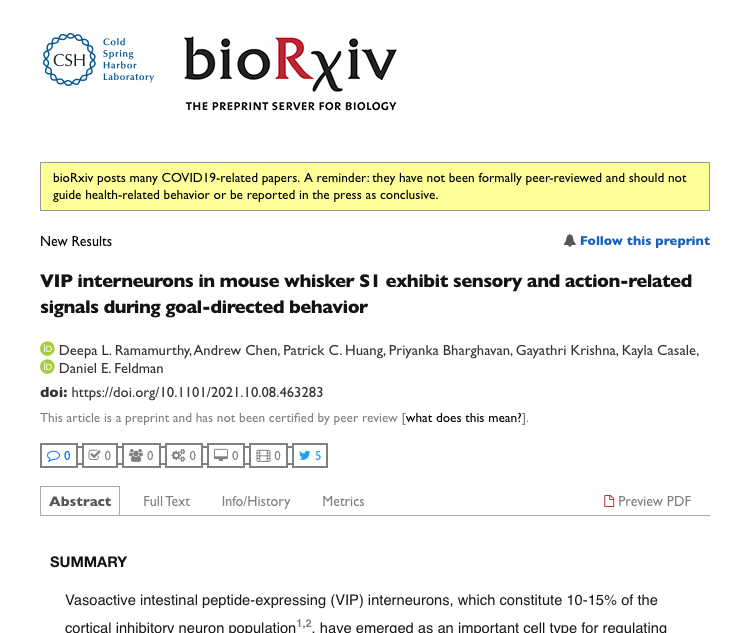 CSH
Cold
Spring
Harbor
Laboratory
bioRχiv
THE PREPRINT SERVER FOR BIOLOGY
bioRxiv posts many COVID19-related papers. A reminder: they have not been formally peer-reviewed and should not
guide health-related behavior or be reported in the press as conclusive.
New Results
Follow this preprint
VIP interneurons in mouse whisker S1 exhibit sensory and action-related
signals during goal-directed behavior
iD Deepa L. Ramamurthy, Andrew Chen, Patrick C. Huang, Priyanka Bharghavan, Gayathri Krishna, Kayla Casale,
iD Daniel E. Feldman
doi: https://doi.org/10.1101/2021.10.08.463283
This article is a preprint and has not been certified by peer review [what does this mean?].
0 0 0 0 0 0 5
Abstract Full Text Info/History Metrics Preview PDF
SUMMARY
Vasoactive intestinal peptide-expressing (VIP) interneurons, which constitute 10-15% of the
cortical inhibitory neuron population1,2, have emerged as an important cell type for regulating